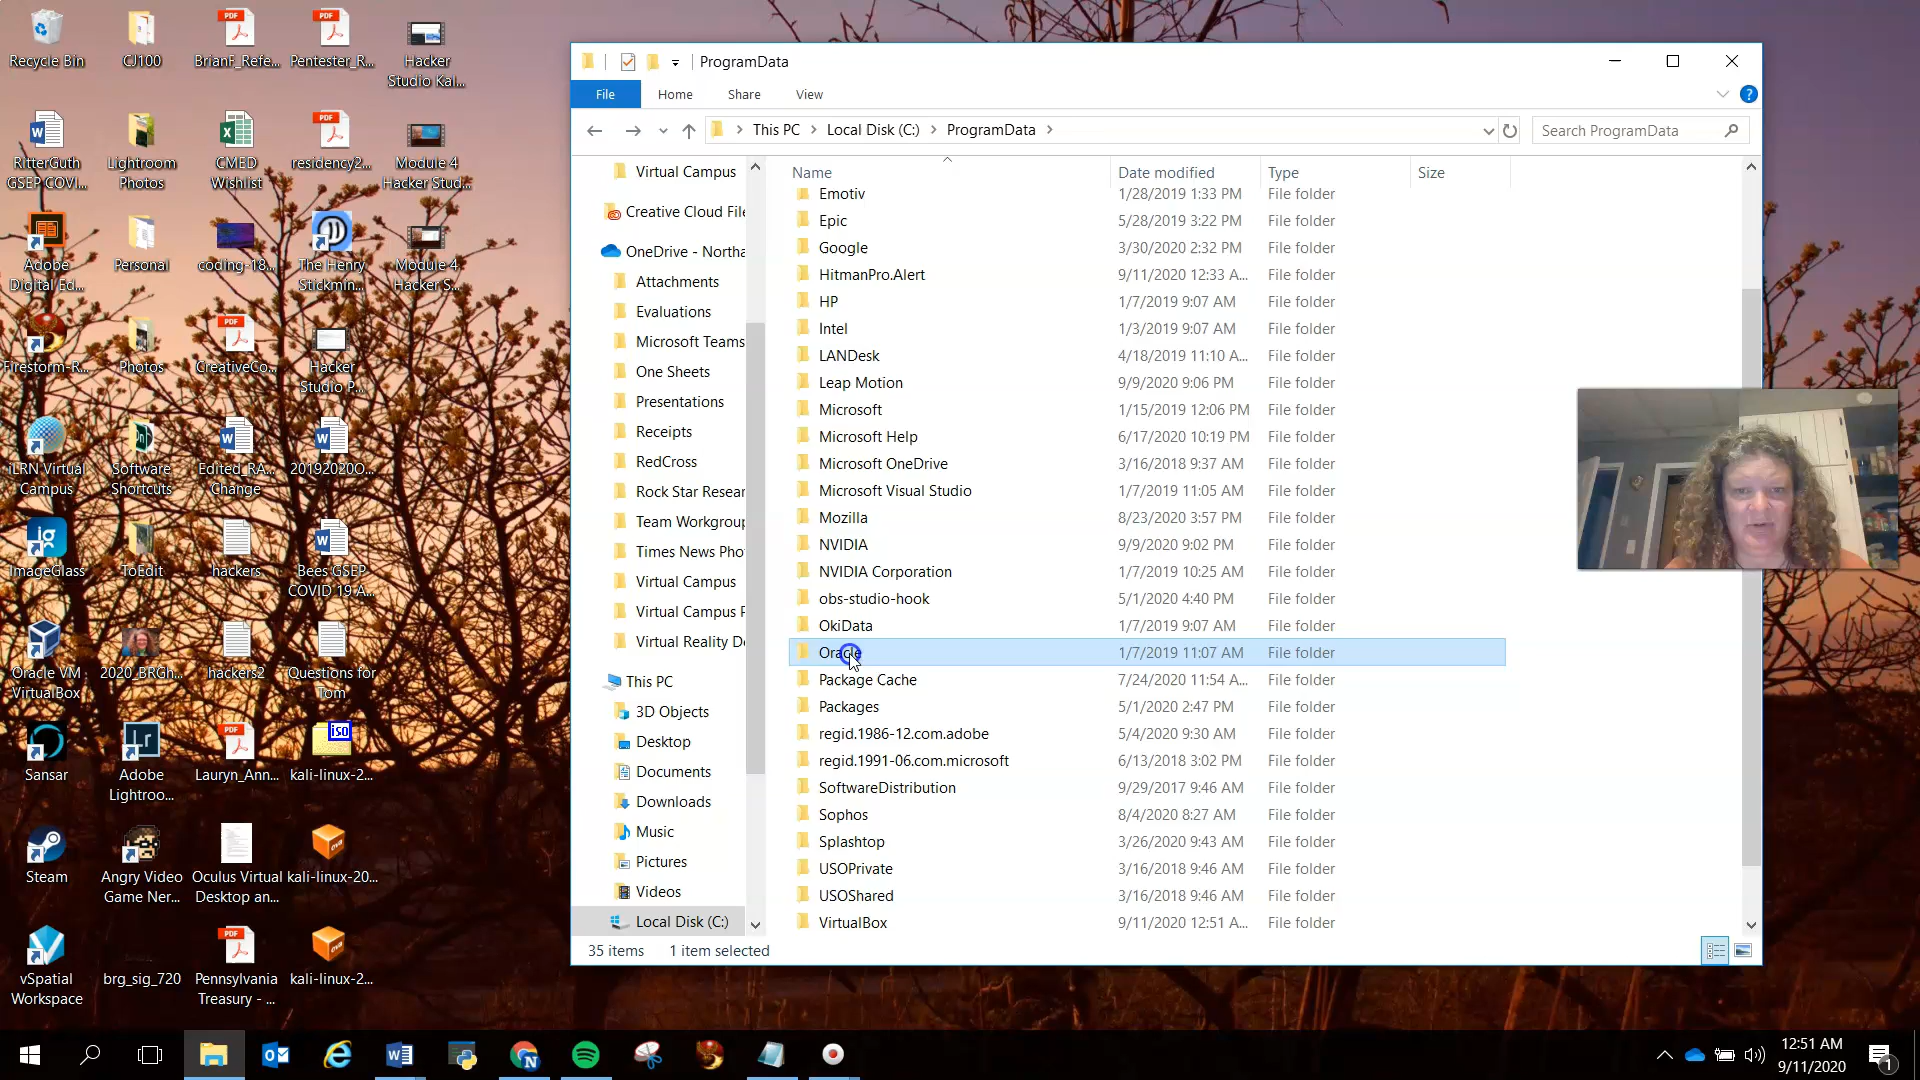 Recycle Bin
CJ100
BrianF_Refe...
Pentester_R...
Hacker
Studio Kal...
RitterGuth
GSEP COVI...
Lightroom
Photos
CMED
Wishlist
residency2...
Module 4
Hacker Stud...
Adobe
Digital Ed...
Personal
coding-18...
The Henry
Stickmin...
Module 4
Hacker S...
Firestorm-R...
Photos
CreativeCo...
Hacker
Studio P...
iLRN Virtual
Campus
Software
Shortcuts
Edited_RA...
Change
20192020O...
ImageGlass
ToEdit
hackers
Bees GSEP
COVID 19 A...
Oracle VM
VirtualBox
2020_BRGh...
hackers2
Questions for
Tom
Sansar
Adobe
Lightroo...
Lauryn_Ann...
kali-linux-2...
Steam
Angry Video
Game Ner...
Oculus Virtual
Desktop an...
kali-linux-20...
vSpatial
Workspace
brg_sig_720
Pennsylvania
Treasury - ...
kali-linux-2...
ProgramData
File Home Share View
This PC > Local Disk (C:) > ProgramData >
Search ProgramData
Virtual Campus
Creative Cloud File
OneDrive - Northa
Attachments
Evaluations
Microsoft Teams
One Sheets
Presentations
Receipts
RedCross
Rock Star Resear
Team Workgroup
Times News Pho
Virtual Campus
Virtual Campus P
Virtual Reality De
This PC
3D Objects
Desktop
Documents
Downloads
Music
Pictures
Videos
Local Disk (C:)
Name Date modified Type Size
Emotiv 1/28/2019 1:33 PM File folder
Epic 5/28/2019 3:22 PM File folder
Google 3/30/2020 2:32 PM File folder
HitmanPro.Alert 9/11/2020 12:33 A... File folder
HP 1/7/2019 9:07 AM File folder
Intel 1/3/2019 9:07 AM File folder
LANDesk 4/18/2019 11:10 A... File folder
Leap Motion 9/9/2020 9:06 PM File folder
Microsoft 1/15/2019 12:06 PM File folder
Microsoft Help 6/17/2020 10:19 PM File folder
Microsoft OneDrive 3/16/2018 9:37 AM File folder
Microsoft Visual Studio 1/7/2019 11:05 AM File folder
Mozilla 8/23/2020 3:57 PM File folder
NVIDIA 9/9/2020 9:02 PM File folder
NVIDIA Corporation 1/7/2019 10:25 AM File folder
obs-studio-hook 5/1/2020 4:40 PM File folder
OkiData 1/7/2019 9:07 AM File folder
Oracle 1/7/2019 11:07 AM File folder
Package Cache 7/24/2020 11:54 A... File folder
Packages 5/1/2020 2:47 PM File folder
regid.1986-12.com.adobe 5/4/2020 9:30 AM File folder
regid.1991-06.com.microsoft 6/13/2018 3:02 PM File folder
SoftwareDistribution 9/29/2017 9:46 AM File folder
Sophos 8/4/2020 8:27 AM File folder
Splashtop 3/26/2020 9:43 AM File folder
USOPrivate 3/16/2018 9:46 AM File folder
USOShared 3/16/2018 9:46 AM File folder
VirtualBox 9/11/2020 12:51 A... File folder
35 items 1 item selected
12:51 AM
9/11/2020
1